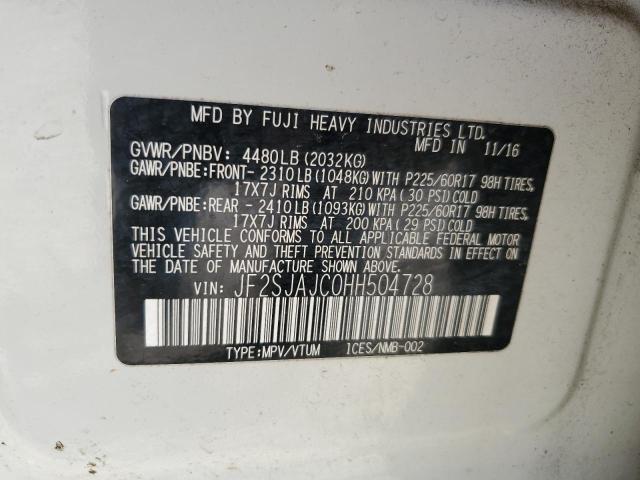 MFD BY FUJI HEAVY INDUSTRIES LTD.
MFD IN 11/16
GVWR/PNBV: 4480LB (2032KG)
GAWR/PNBE:FRONT- 2310LB (1048KG) WITH P225/60R17 98H TIRES,
17X7J RIMS AT 210 KPA (30 PSI) COLD
GAWR/PNBE:REAR - 2410LB (1093KG) WITH P225/60R17 98H TIRES,
17X7J RIMS AT 200 KPA (29 PSI) COLD
THIS VEHICLE CONFORMS TO ALL APPLICABLE FEDERAL MOTOR
VEHICLE SAFETY AND THEFT PREVENTION STANDARDS IN EFFECT ON
THE DATE OF MANUFACTURE SHOWN ABOVE.
VIN: JF2SJAJC0HH504728
TYPE:MPV/VTUM ICES/NMB-002